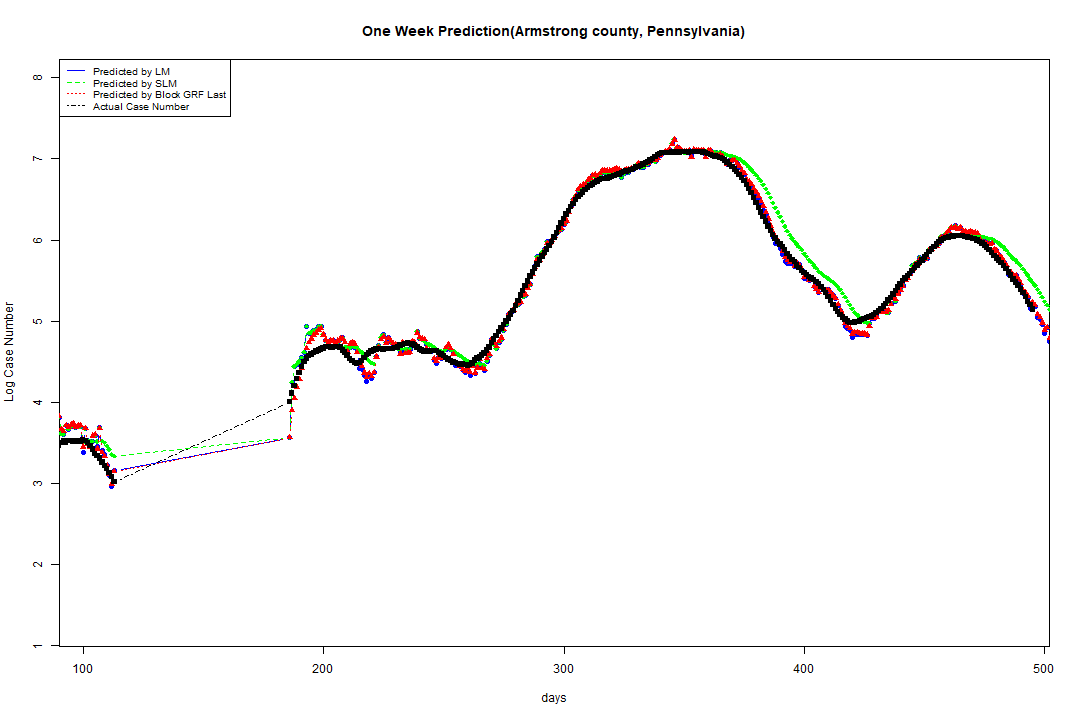 One Week Prediction(Armstrong county, Pennsylvania)
Predicted by LM
Predicted by SLM
Predicted by Block GRF Last
Actual Case Number
Log Case Number
8
7
6
5
4
3
2
1
100 200 300 400 500
days